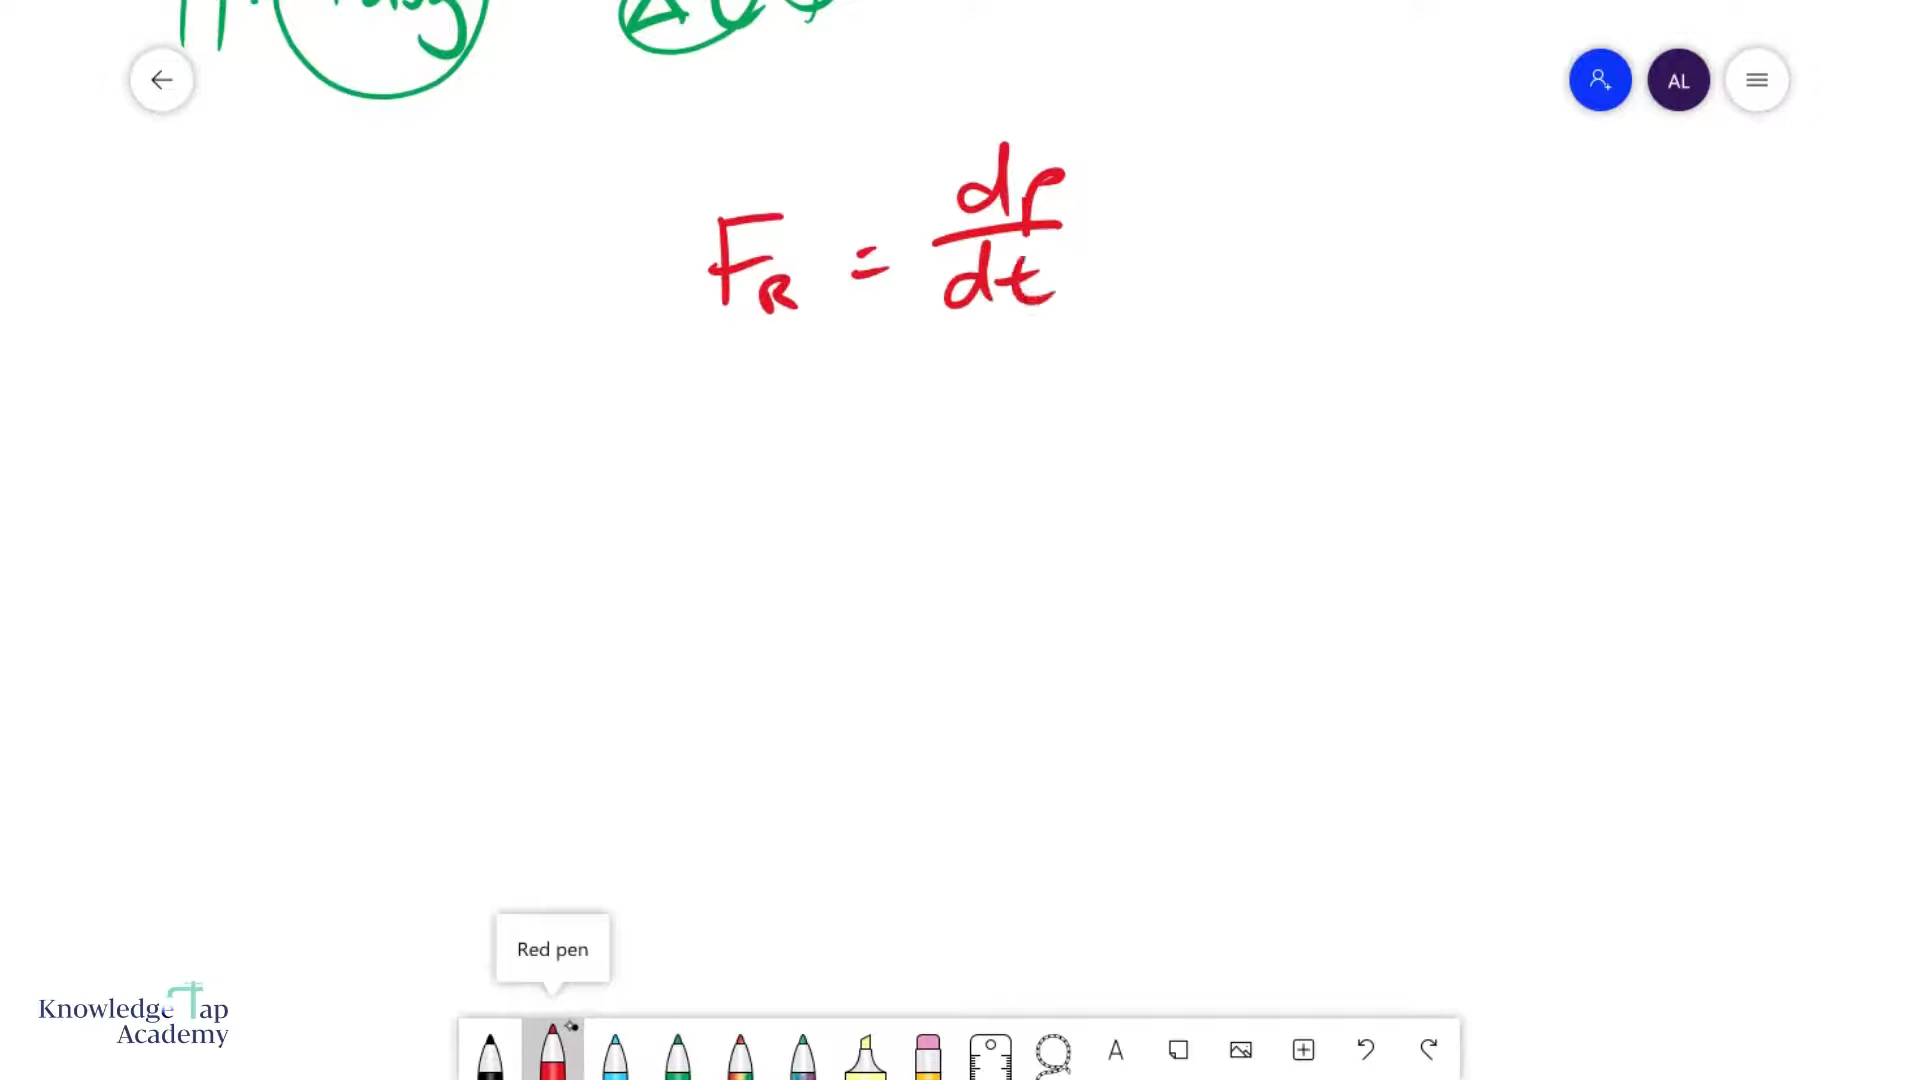 AL
F_R = dp/dt
Red pen
Knowledge Tap
Academy
A